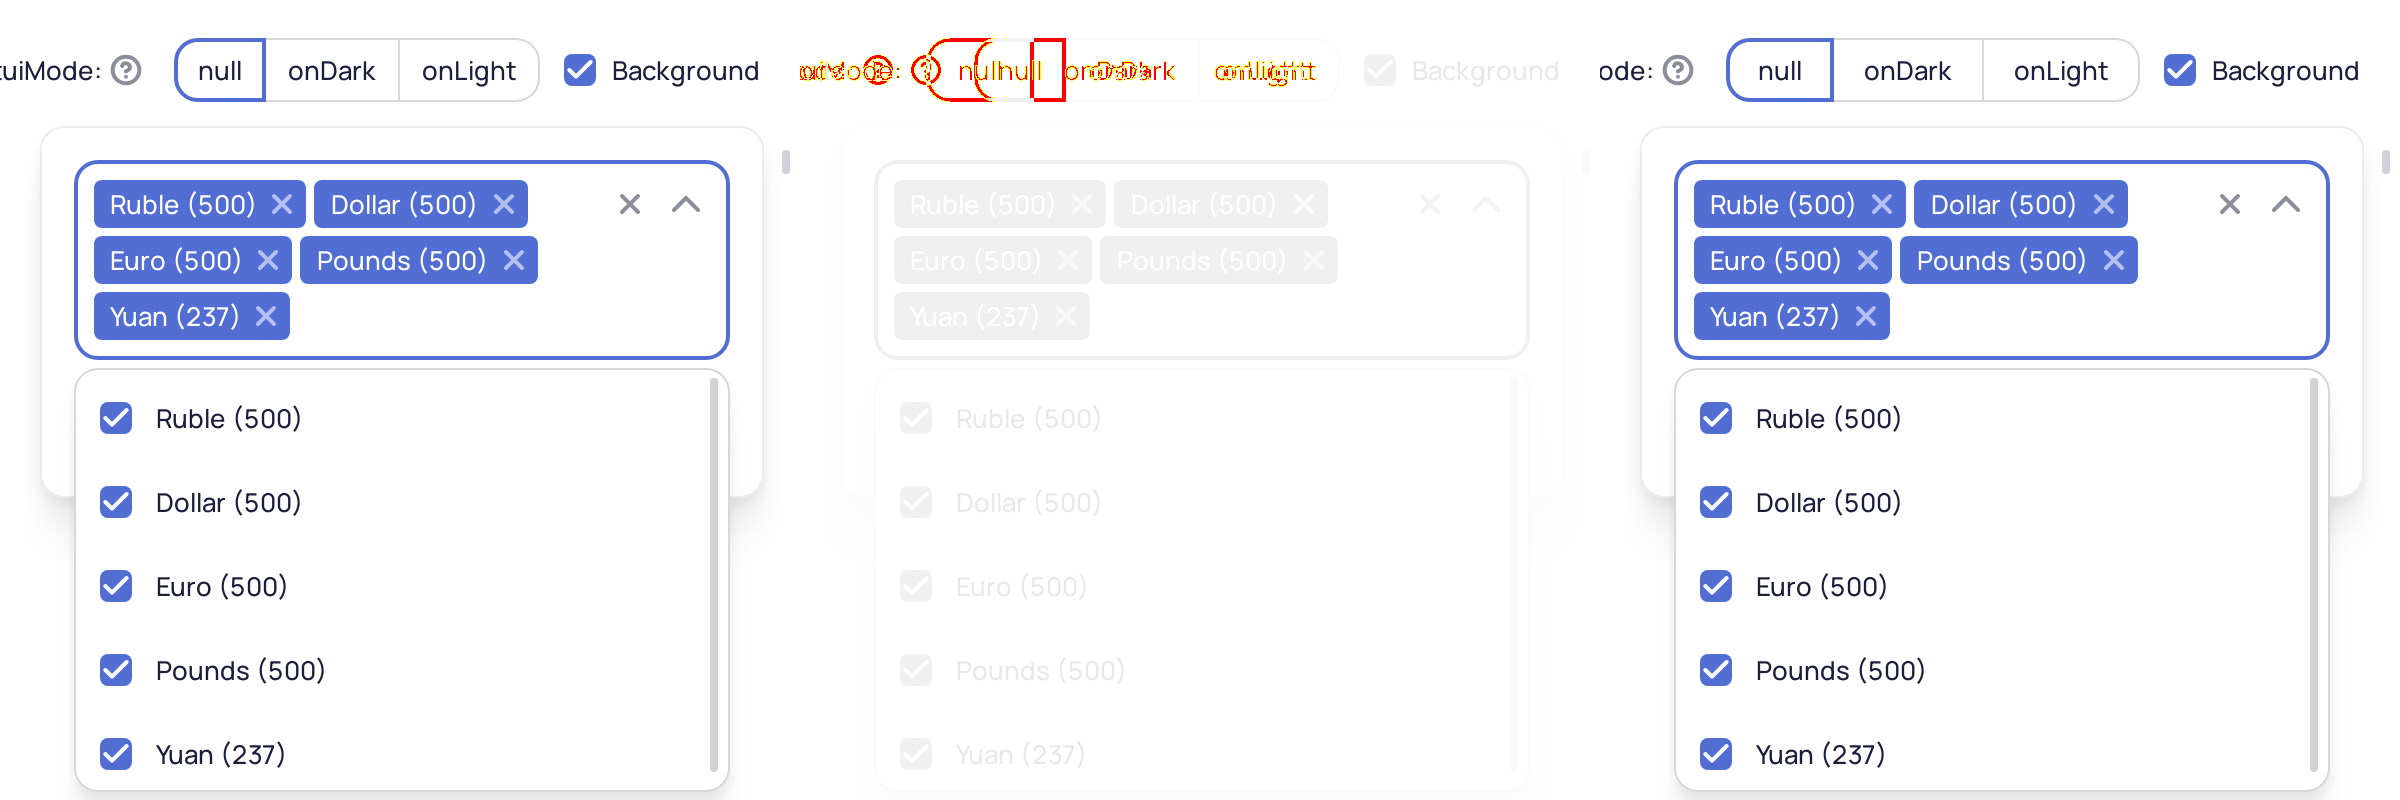 tuiMode: null onDark onLight Background
Ruble (500) Dollar (500)
Euro (500) Pounds (500)
Yuan (237)
Ruble (500)
Dollar (500)
Euro (500)
Pounds (500)
Yuan (237)
null null onDark onLight Background
Ruble (500) Dollar (500)
Euro (500) Pounds (500)
Yuan (237)
Ruble (500)
Dollar (500)
Euro (500)
Pounds (500)
Yuan (237)
ode: null onDark onLight Background
Ruble (500) Dollar (500)
Euro (500) Pounds (500)
Yuan (237)
Ruble (500)
Dollar (500)
Euro (500)
Pounds (500)
Yuan (237)